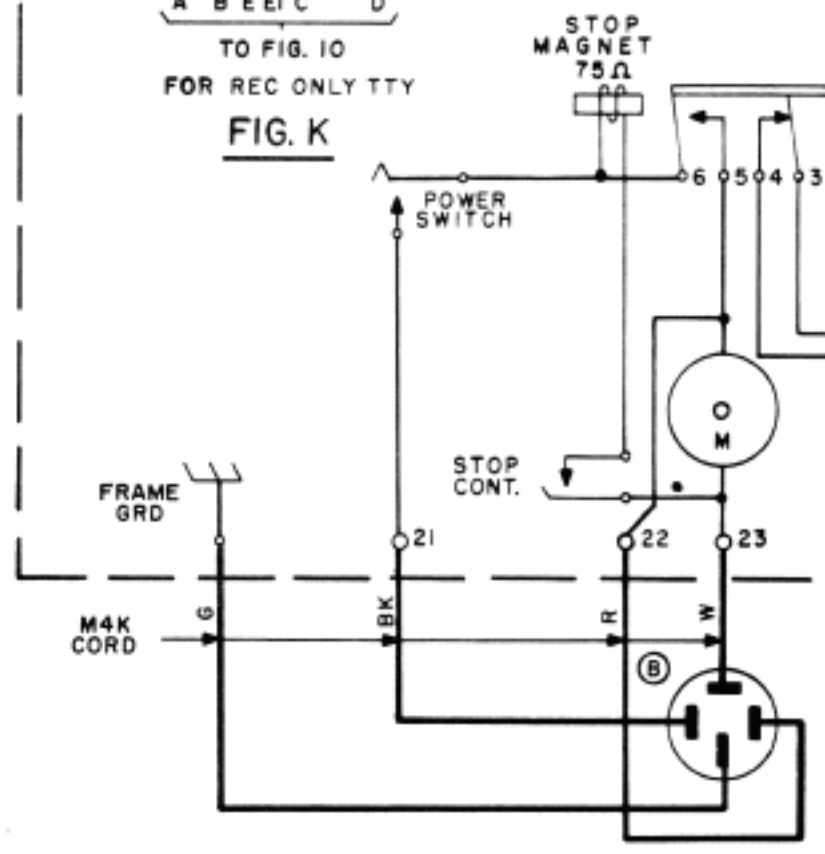 TO FIG. 10
FOR REC ONLY TTY
FIG. K
STOP
MAGNET
75Ω
6 5 4 3
POWER
SWITCH
M
STOP
CONT.
FRAME
GRD
21
22
23
G
BK
R
W
M4K
CORD
B